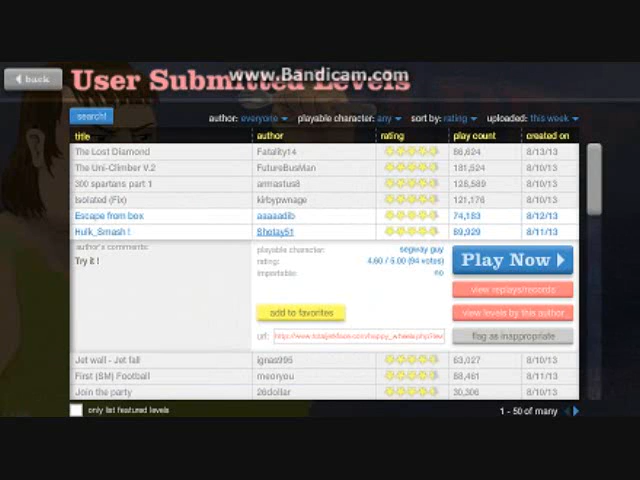 www.Bandicam.com
back
User Submitted Levels
search!
author: everyone playable character: any sort by: rating uploaded: this week
title author rating play count created on
The Lost Diamond Fatality14 86,624 8/13/13
The Uni-Climber V.2 FutureBusMan 181,524 8/10/13
300 spartans part 1 armastus8 128,589 8/10/13
Isolated (Fix) kirbypwnage 121,176 8/10/13
Escape from box aaaaadib 74,183 8/12/13
Hulk_Smash ! Shotay51 89,929 8/11/13
author's comments:
Try it !
playable character: segway guy
rating: 4.60 / 5.00 (94 votes)
importable: no
Play Now
view replays/records
add to favorites
view levels by this author
url:
flag as inappropriate
Jet wall - Jet fall ignas995 63,027 8/10/13
First (SM) Football meoryou 88,461 8/11/13
Join the party 26dollar 30,306 8/10/13
only list featured levels
1 - 50 of many